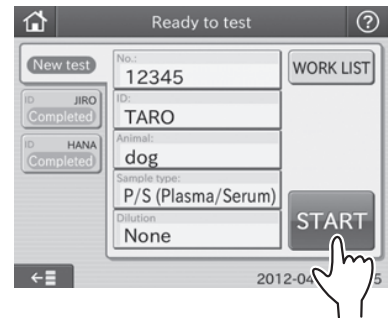 Ready to test
?
New test
ID JIRO
Completed
ID HANA
Completed
No.:
12345
ID:
TARO
Animal:
dog
Sample type:
P/S (Plasma/Serum)
Dilution
None
WORK LIST
START
2012-04
5